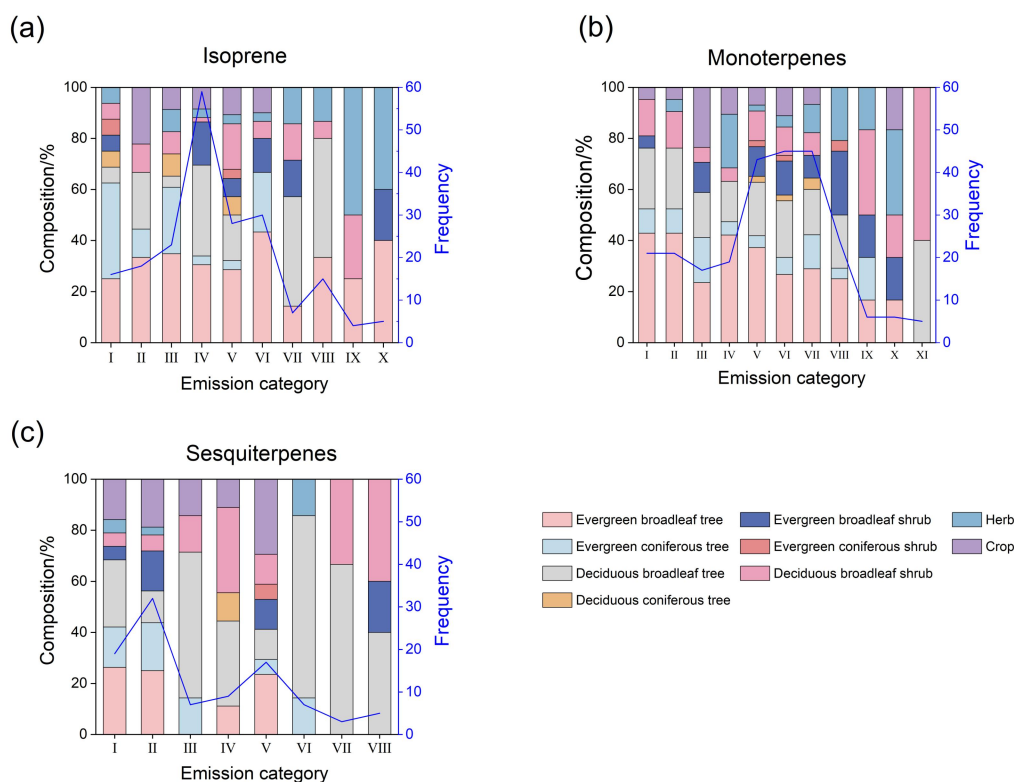 (a)
Isoprene
Composition/%
100
80
60
40
20
0
60
50
40
30
20
10
0
Frequency
I II III IV V VI VII VIII IX X
Emission category
(b)
Monoterpenes
Composition/%
100
80
60
40
20
0
60
50
40
30
20
10
0
Frequency
I II III IV V VI VII VIII IX X XI
Emission category
(c)
Sesquiterpenes
Composition/%
100
80
60
40
20
0
60
50
40
30
20
10
0
Frequency
I II III IV V VI VII VIII
Emission category
Evergreen broadleaf tree
Evergreen coniferous tree
Deciduous broadleaf tree
Deciduous coniferous tree
Evergreen broadleaf shrub
Evergreen coniferous shrub
Deciduous broadleaf shrub
Herb
Crop